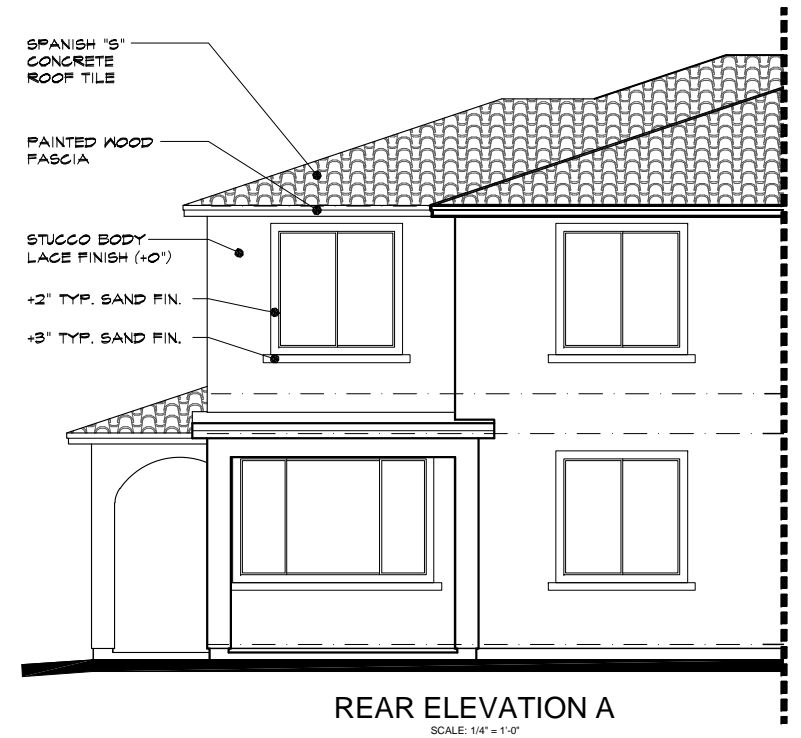 SPANISH "S"
CONCRETE
ROOF TILE
PAINTED WOOD
FASCIA
STUCCO BODY
LACE FINISH (+0")
+2" TYP. SAND FIN.
+3" TYP. SAND FIN.
REAR ELEVATION A
SCALE: 1/4" = 1'-0"